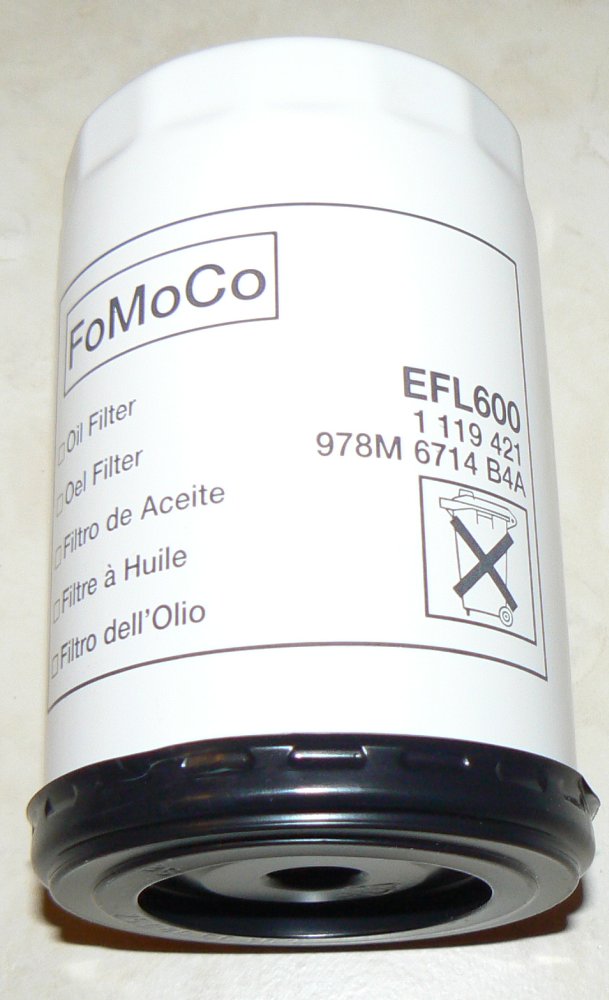 FoMoCo
EFL600
1 119 421
978M 6714 B4A
Oil Filter
Oel Filter
Filtro de Aceite
Filtre à Huile
Filtro dell'Olio